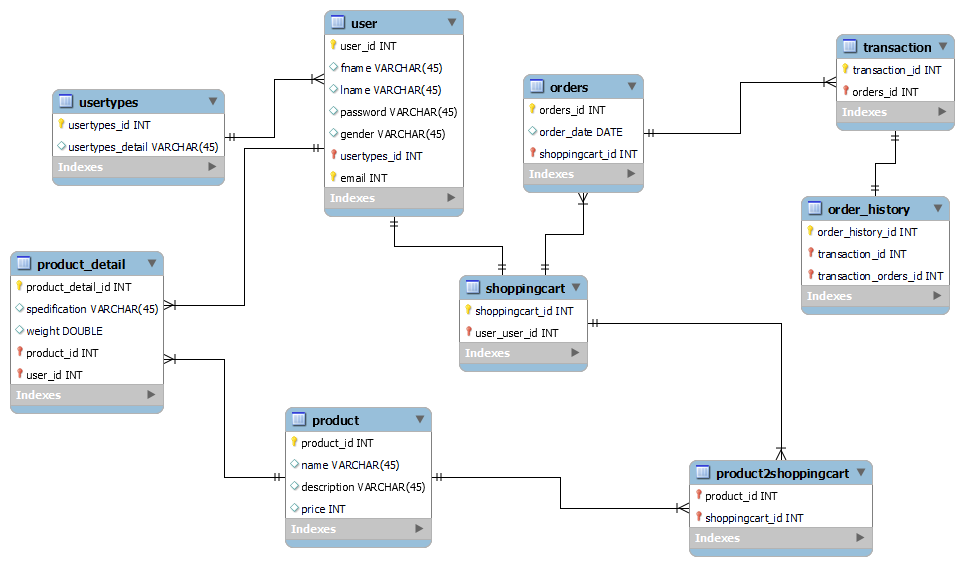 user
user_id INT
fname VARCHAR(45)
lname VARCHAR(45)
password VARCHAR(45)
gender VARCHAR(45)
usertypes_id INT
email INT
Indexes
usertypes
usertypes_id INT
usertypes_detail VARCHAR(45)
Indexes
orders
orders_id INT
order_date DATE
shoppingcart_id INT
Indexes
transaction
transaction_id INT
orders_id INT
Indexes
order_history
order_history_id INT
transaction_id INT
transaction_orders_id INT
Indexes
product_detail
product_detail_id INT
spedification VARCHAR(45)
weight DOUBLE
product_id INT
user_id INT
Indexes
shoppingcart
shoppingcart_id INT
user_user_id INT
Indexes
product
product_id INT
name VARCHAR(45)
description VARCHAR(45)
price INT
Indexes
product2shoppingcart
product_id INT
shoppingcart_id INT
Indexes